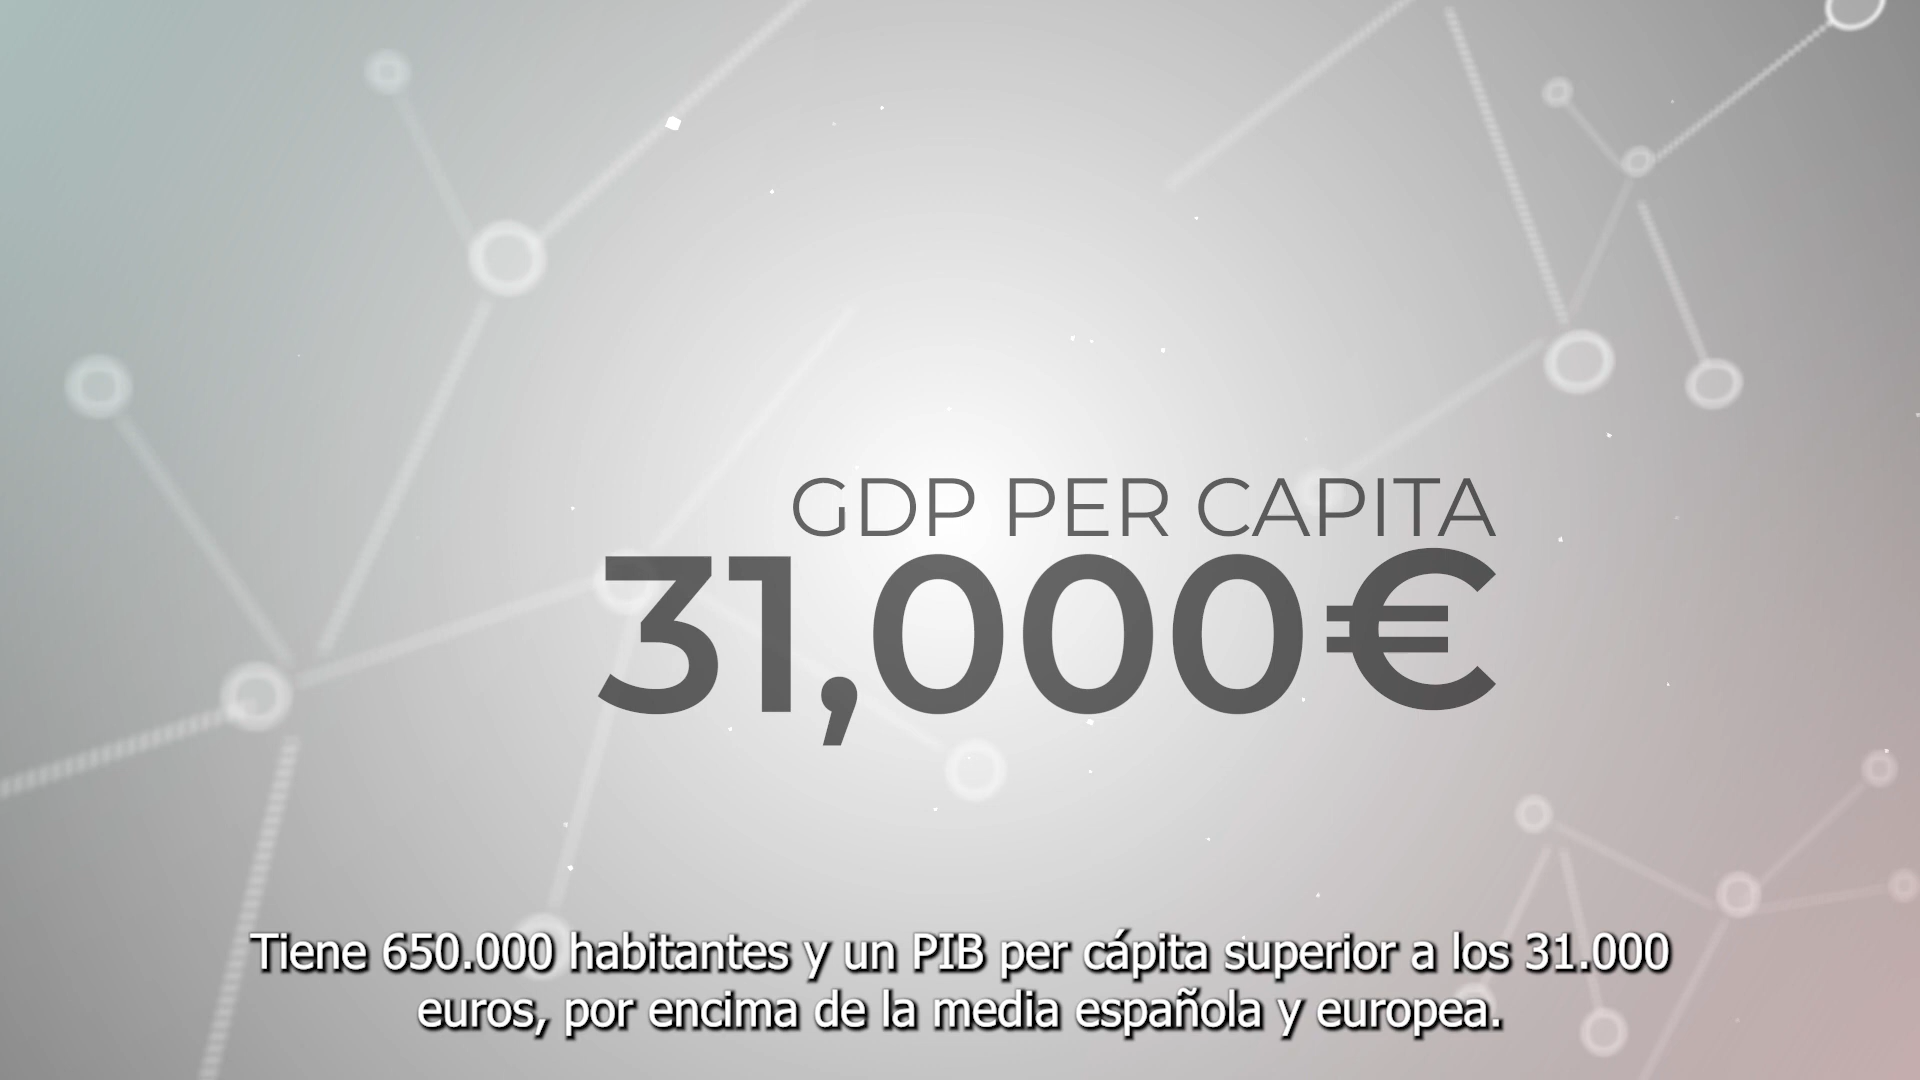 GDP PER CAPITA
31,000€
Tiene 650.000 habitantes y un PIB per cápita superior a los 31.000
euros, por encima de la media española y europea.